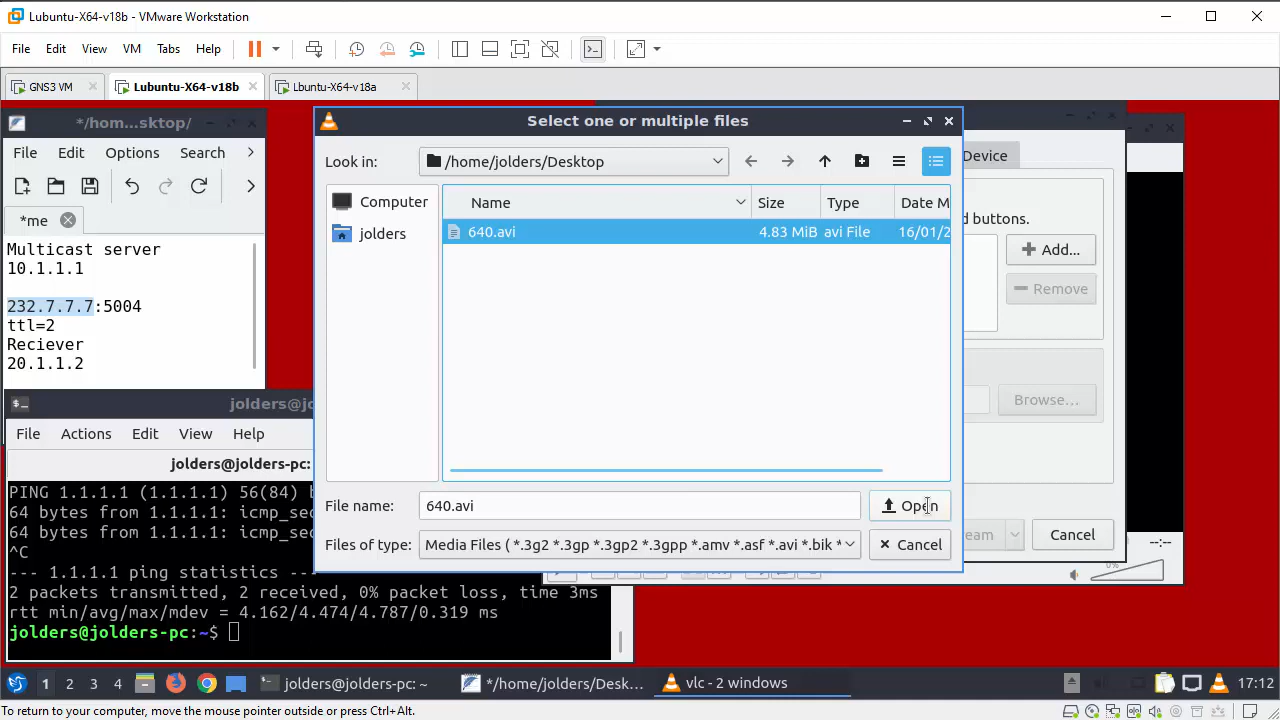 Lubuntu-X64-v18b - VMware Workstation
File Edit View VM Tabs Help
GNS3 VM Lubuntu-X64-v18b Lbuntu-X64-v18a
*/hom...sktop/
File Edit Options Search
*me
Multicast server
10.1.1.1
232.7.7.7:5004
ttl=2
Reciever
20.1.1.2
Select one or multiple files
Look in: /home/jolders/Desktop
Computer
jolders
Name Size Type Date M
640.avi 4.83 MiB avi File 16/01/2
File name: 640.avi Open
Files of type: Media Files ( *.3g2 *.3gp *.3gp2 *.3gpp *.amv *.asf *.avi *.bik * Cancel
Device
d buttons.
Add...
Remove
Browse...
eam Cancel
--:--
0%
jolders@j
File Actions Edit View Help
jolders@jolders-pc:
PING 1.1.1.1 (1.1.1.1) 56(84) b
64 bytes from 1.1.1.1: icmp_se
64 bytes from 1.1.1.1: icmp_se
^C
--- 1.1.1.1 ping statistics ---
2 packets transmitted, 2 received, 0% packet loss, time 3ms
rtt min/avg/max/mdev = 4.162/4.474/4.787/0.319 ms
jolders@jolders-pc:~$
1 2 3 4 jolders@jolders-pc: ~ */home/jolders/Desk... vlc - 2 windows 17:12
To return to your computer, move the mouse pointer outside or press Ctrl+Alt.